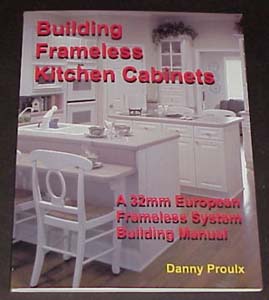 Building
Frameless
Kitchen Cabinets
A 32mm European
Frameless System
Building Manual
Danny Proulx